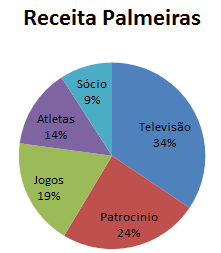 Receita Palmeiras
Sócio
9%
Televisão
34%
Atletas
14%
Jogos
19%
Patrocinio
24%